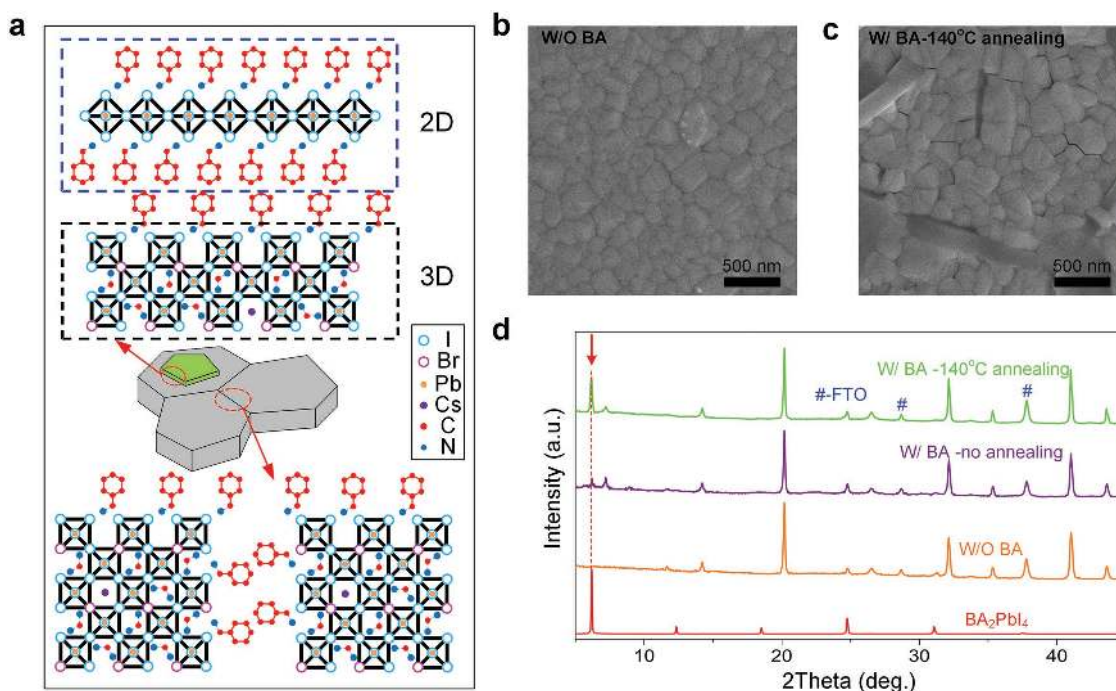 a
2D
3D
I
Br
Pb
Cs
C
N
b
W/O BA
500 nm
c
W/ BA-140°C annealing
500 nm
d
W/ BA -140°C annealing
#-FTO
#
#
W/ BA -no annealing
W/O BA
BA₂PbI₄
Intensity (a.u.)
10
20
30
40
2Theta (deg.)